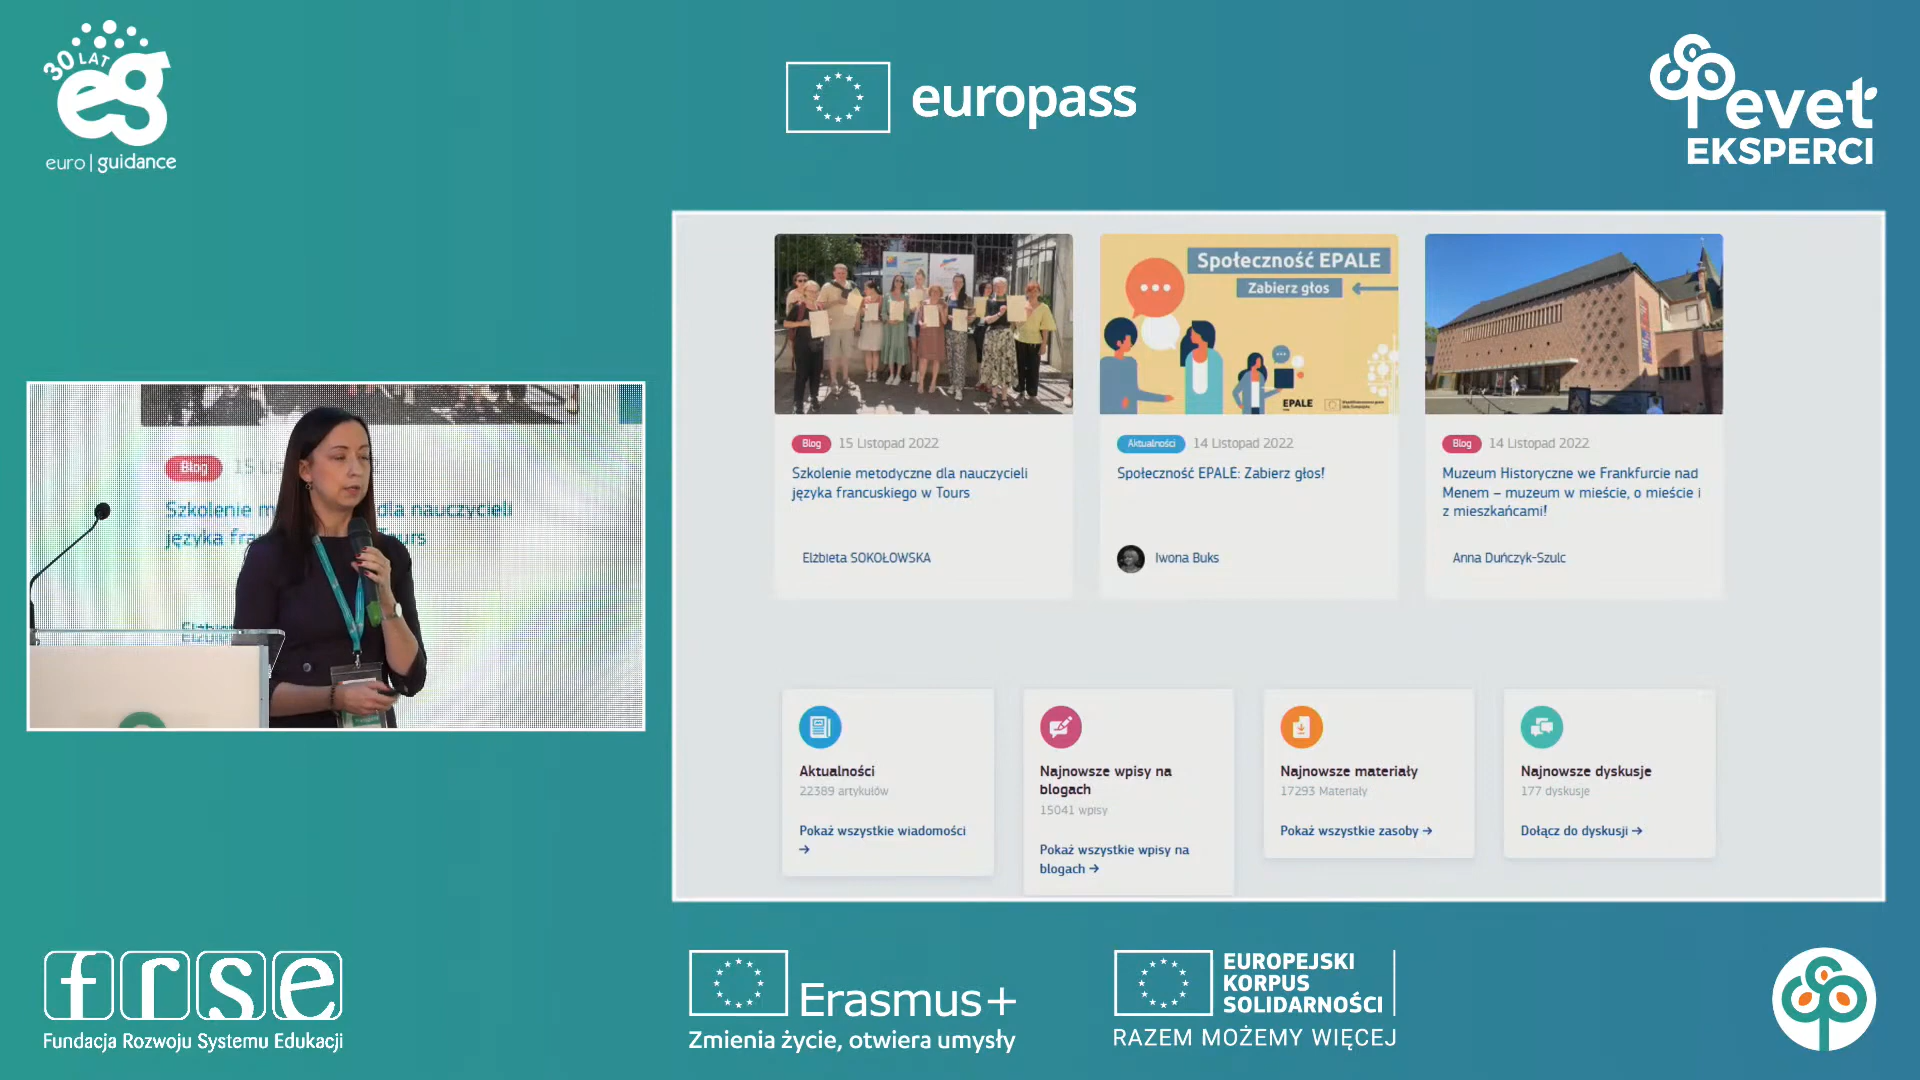 30 LAT
eg
euro|guidance
europass
evet
EKSPERCI
Blog
Szkolenie m
dla nauczycieli
język
Społeczność EPALE
Zabierz głos
EPALE
Blog 15 Listopad 2022
Szkolenie metodyczne dla nauczycieli
języka francuskiego w Tours
Elżbieta SOKOŁOWSKA
Aktualności 14 Listopad 2022
Społeczność EPALE: Zabierz głos!
Iwona Buks
Blog 14 Listopad 2022
Muzeum Historyczne we Frankfurcie nad
Menem – muzeum w mieście, o mieście i
z mieszkańcami!
Anna Duńczyk-Szulc
Aktualności
22389 artykułów
Pokaż wszystkie wiadomości
→
Najnowsze wpisy na
blogach
15041 wpisy
Pokaż wszystkie wpisy na
blogach →
Najnowsze materiały
17293 Materiały
Pokaż wszystkie zasoby →
Najnowsze dyskusje
177 dyskusje
Dołącz do dyskusji →
frse
Fundacja Rozwoju Systemu Edukacji
Erasmus+
Zmienia życie, otwiera umysły
EUROPEJSKI
KORPUS
SOLIDARNOŚCI
RAZEM MOŻEMY WIĘCEJ